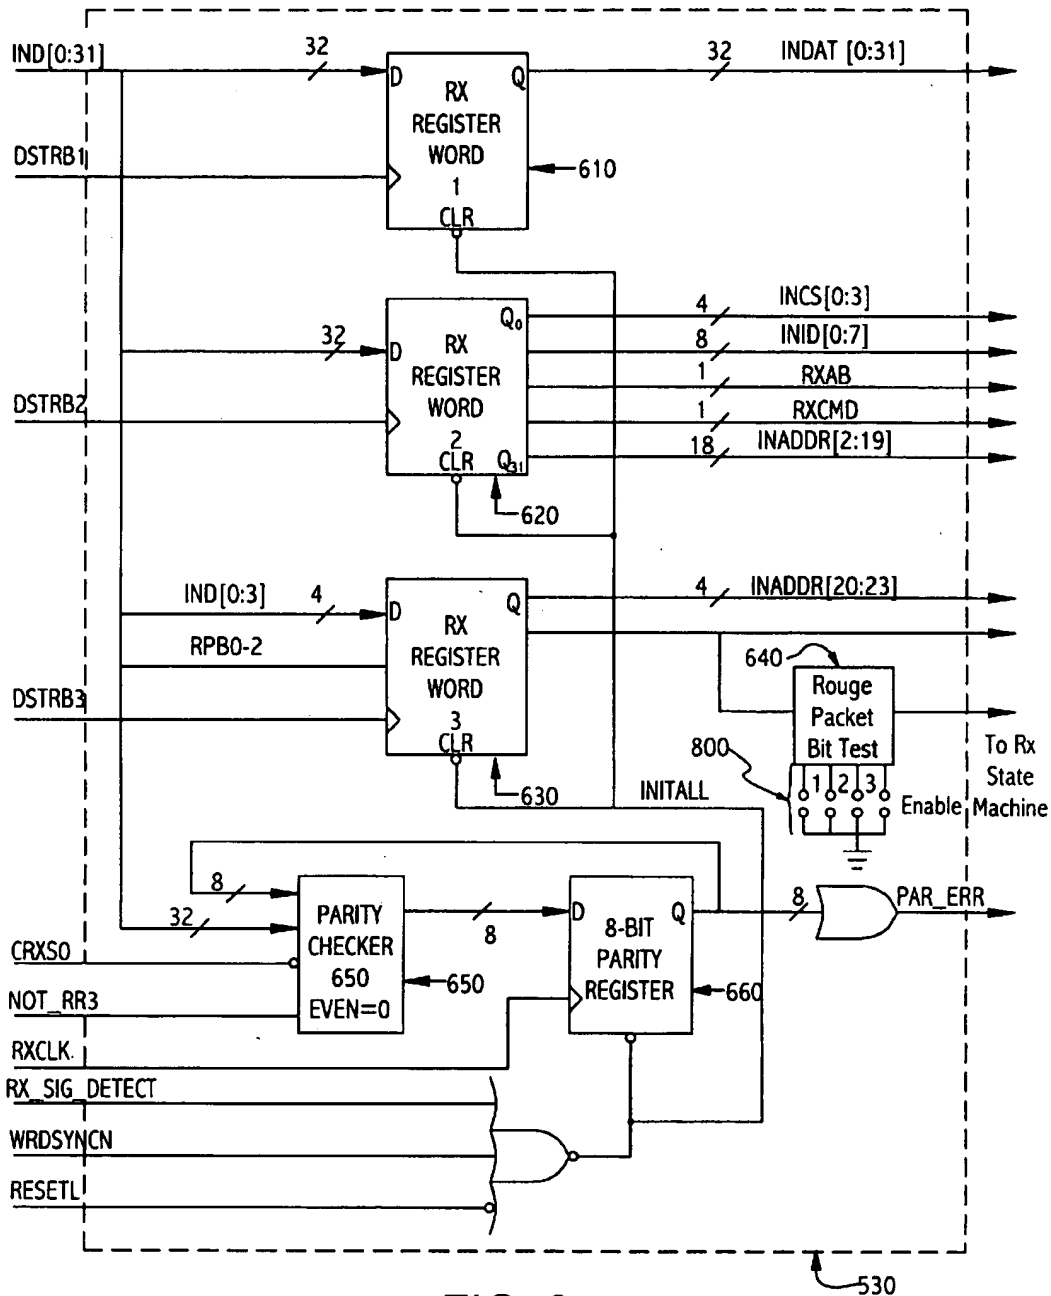 IND[0:31]
32
D
Q
RX
REGISTER
WORD
1
CLR
32
INDAT [0:31]
DSTRB1
610
32
D
Q0
RX
REGISTER
WORD
2
CLR
Q31
4
INCS[0:3]
8
INID[0:7]
1
RXAB
1
RXCMD
18
INADDR[2:19]
DSTRB2
620
IND[0:3]
4
D
Q
RX
REGISTER
WORD
3
CLR
RPB0-2
DSTRB3
4
INADDR[20:23]
640
Rouge
Packet
Bit Test
800
1 2 3
Enable
To Rx
State
Machine
630
INITALL
8
32
PARITY
CHECKER
650
EVEN=0
8
650
D
Q
8-BIT
PARITY
REGISTER
660
8
PAR_ERR
CRXS0
NOT_RR3
RXCLK.
RX_SIG_DETECT
WRDSYNCN
RESETL
530